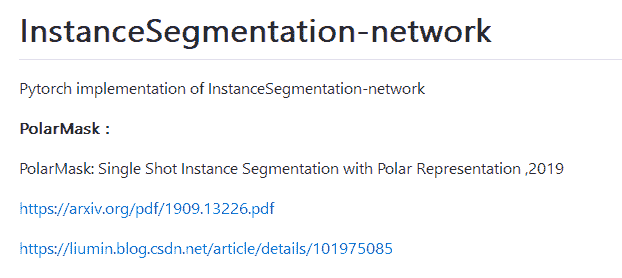 InstanceSegmentation-network
Pytorch implementation of InstanceSegmentation-network
PolarMask：
PolarMask: Single Shot Instance Segmentation with Polar Representation ,2019
https://arxiv.org/pdf/1909.13226.pdf
https://liumin.blog.csdn.net/article/details/101975085